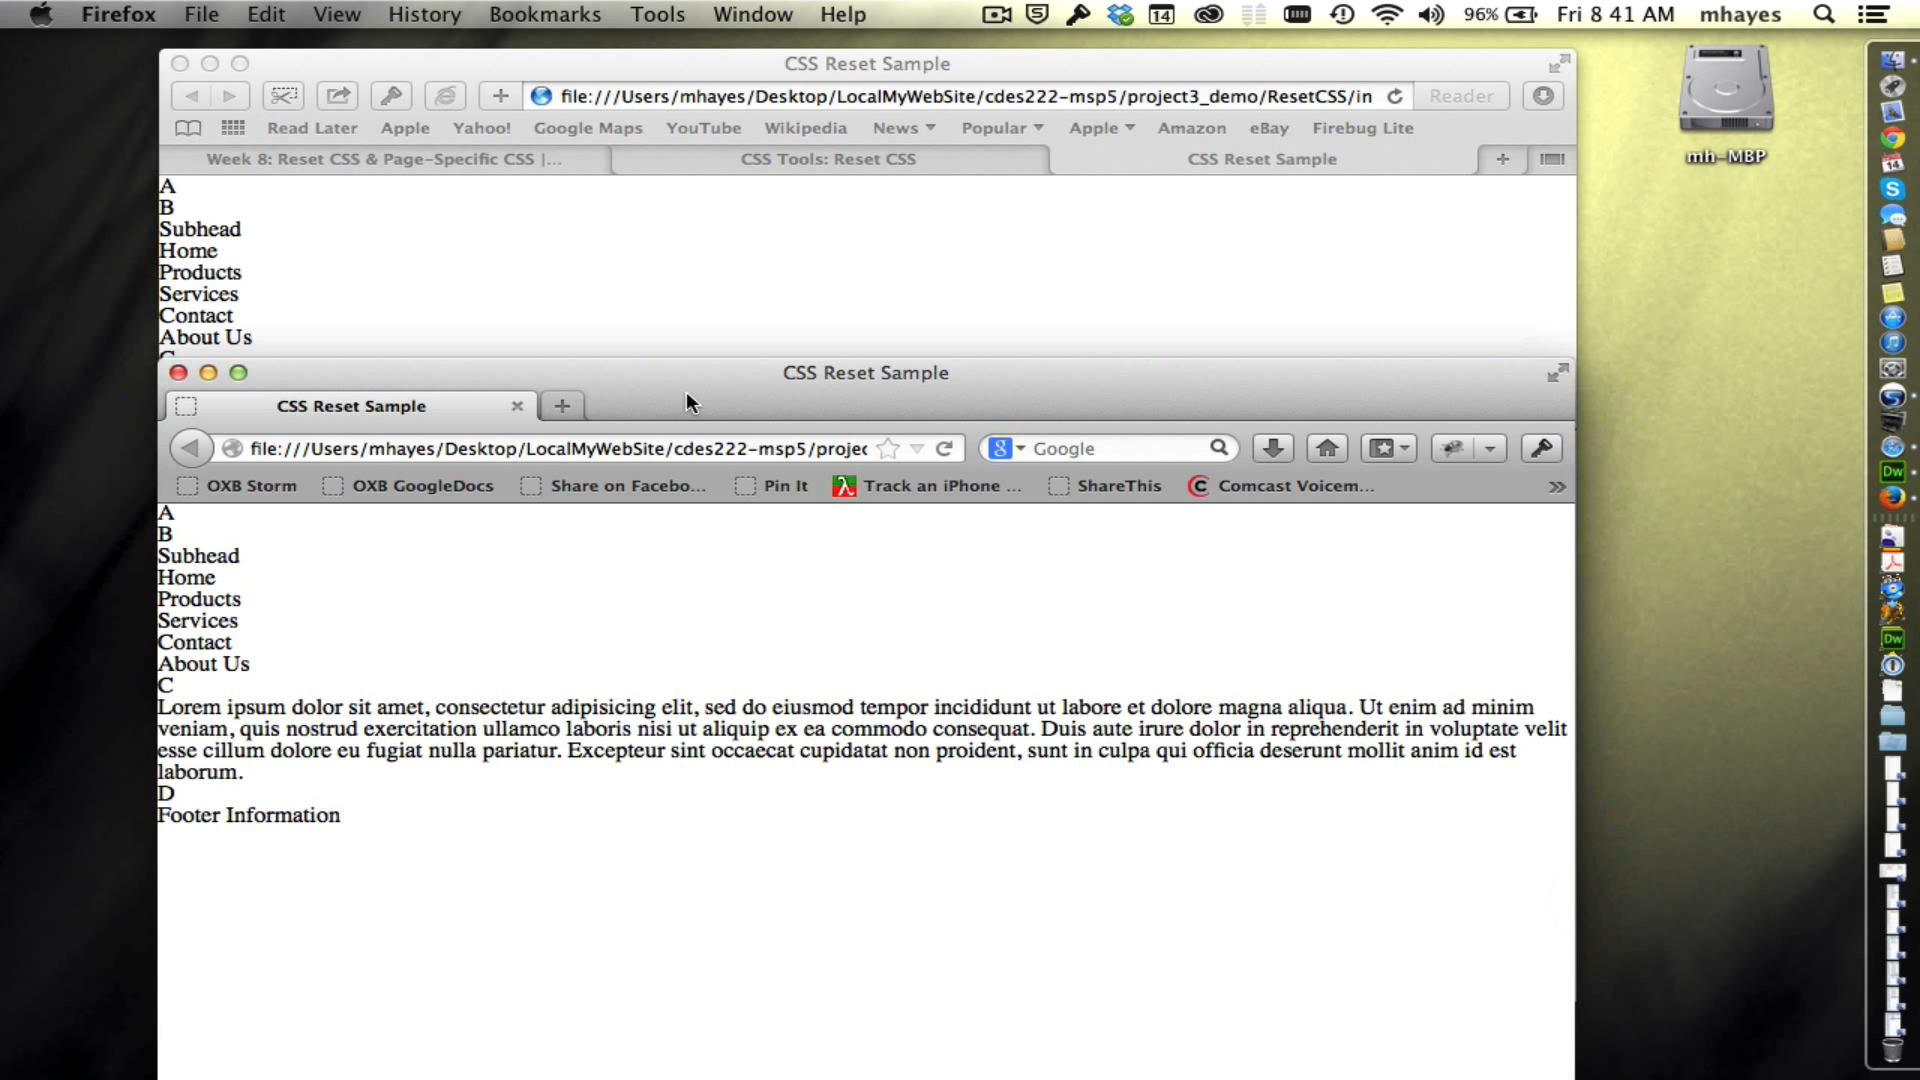 Firefox File Edit View History Bookmarks Tools Window Help 14 96% Fri 8 41 AM mhayes
CSS Reset Sample
file:///Users/mhayes/Desktop/LocalMyWebSite/cdes222-msp5/project3_demo/ResetCSS/in Reader
Read Later Apple Yahoo! Google Maps YouTube Wikipedia News Popular Apple Amazon eBay Firebug Lite
Week 8: Reset CSS & Page-Specific CSS |... CSS Tools: Reset CSS CSS Reset Sample
mh-MBP
A
B
Subhead
Home
Products
Services
Contact
About Us
CSS Reset Sample
CSS Reset Sample
file:///Users/mhayes/Desktop/LocalMyWebSite/cdes222-msp5/projec Google
OXB Storm OXB GoogleDocs Share on Facebo... Pin It Track an iPhone ... ShareThis Comcast Voicem...
A
B
Subhead
Home
Products
Services
Contact
About Us
C
Lorem ipsum dolor sit amet, consectetur adipisicing elit, sed do eiusmod tempor incididunt ut labore et dolore magna aliqua. Ut enim ad minim
veniam, quis nostrud exercitation ullamco laboris nisi ut aliquip ex ea commodo consequat. Duis aute irure dolor in reprehenderit in voluptate velit
esse cillum dolore eu fugiat nulla pariatur. Excepteur sint occaecat cupidatat non proident, sunt in culpa qui officia deserunt mollit anim id est
laborum.
D
Footer Information